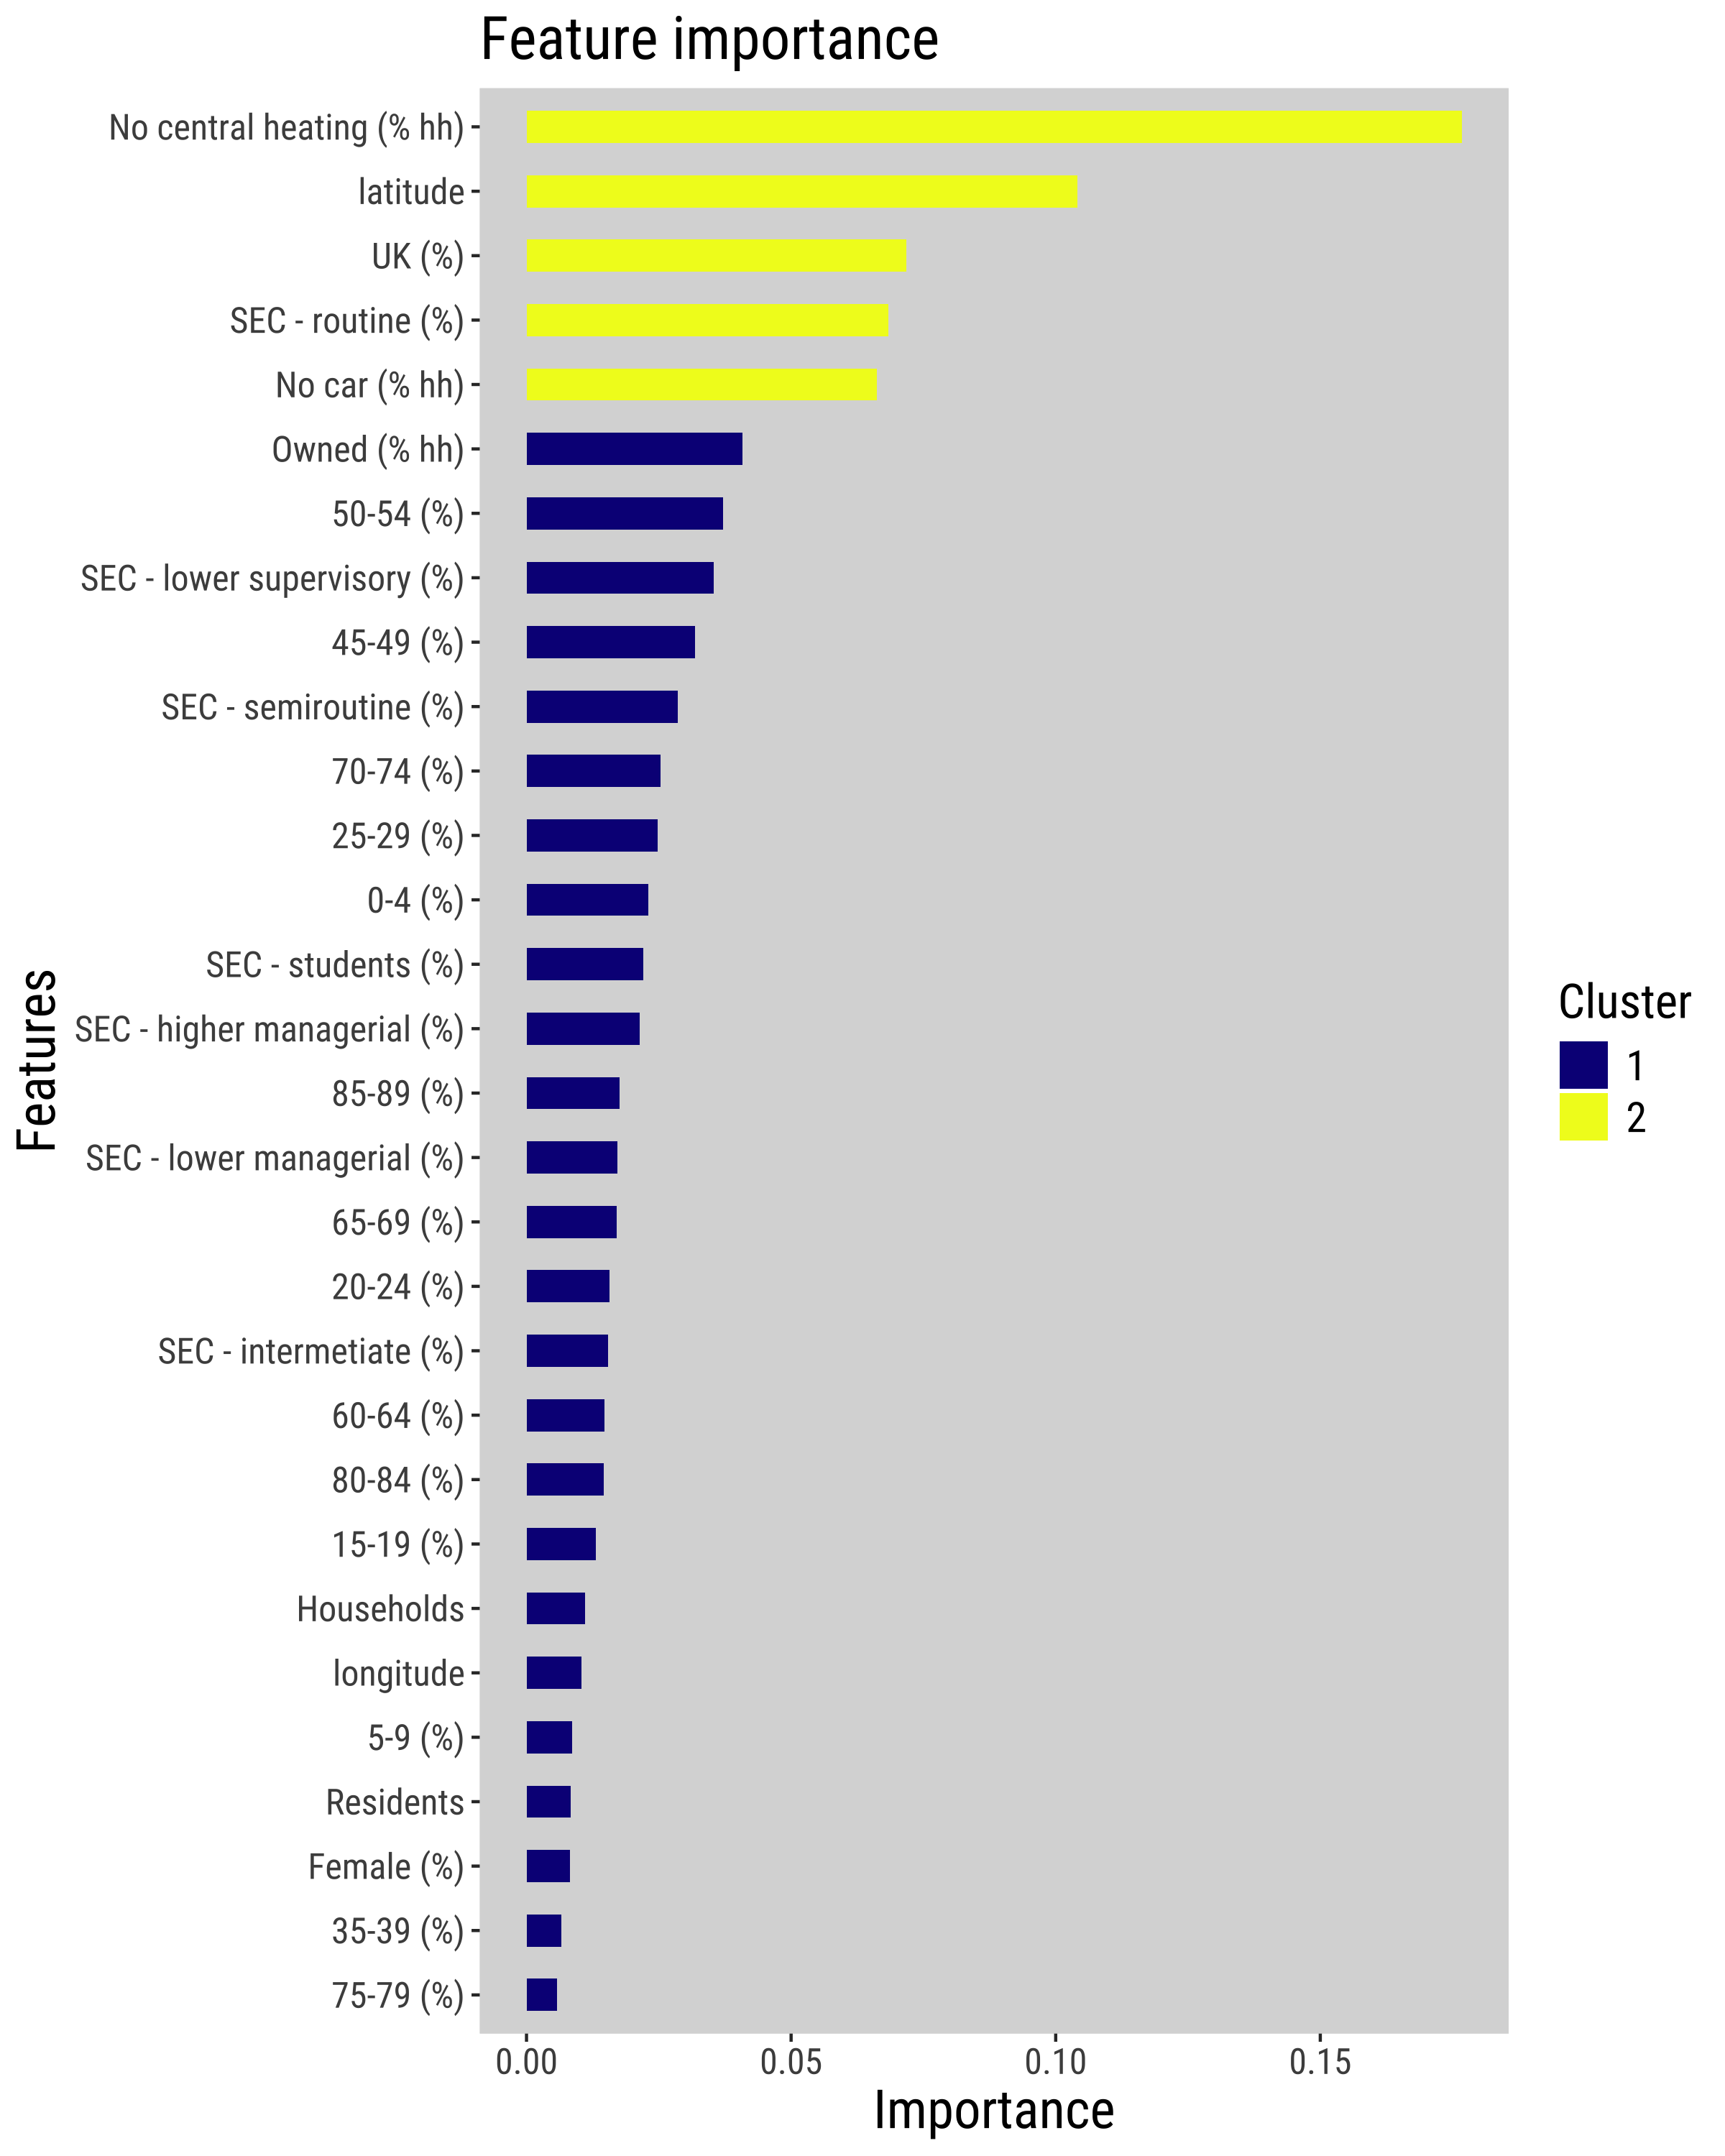 Feature importance
No central heating (% hh)
latitude
UK (%)
SEC - routine (%)
No car (% hh)
Owned (% hh)
50-54 (%)
SEC - lower supervisory (%)
45-49 (%)
SEC - semiroutine (%)
70-74 (%)
25-29 (%)
0-4 (%)
SEC - students (%)
SEC - higher managerial (%)
85-89 (%)
SEC - lower managerial (%)
65-69 (%)
20-24 (%)
SEC - intermetiate (%)
60-64 (%)
80-84 (%)
15-19 (%)
Households
longitude
5-9 (%)
Residents
Female (%)
35-39 (%)
75-79 (%)
Features
0.00 0.05 0.10 0.15
Importance
Cluster
1
2